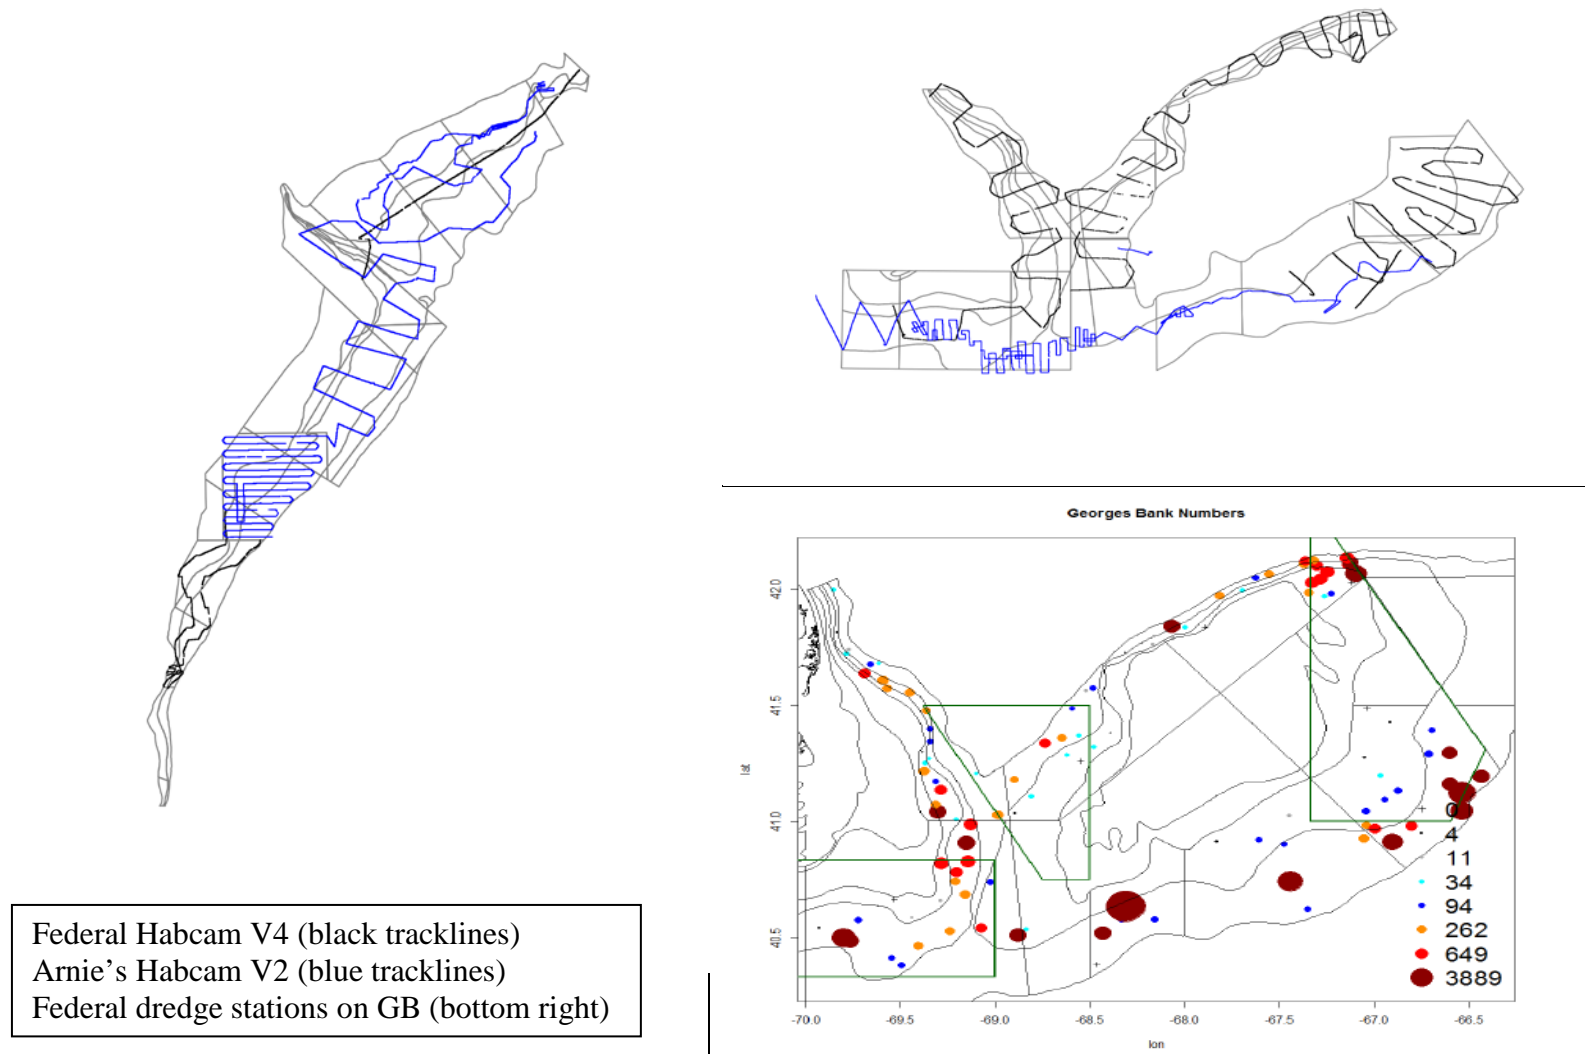 Georges Bank Numbers
lat
42.0
41.5
41.0
40.5
0
4
11
34
94
262
649
3889
-70.0 -69.5 -69.0 -68.5 -68.0 -67.5 -67.0 -66.5
lon
Federal Habcam V4 (black tracklines)
Arnie’s Habcam V2 (blue tracklines)
Federal dredge stations on GB (bottom right)